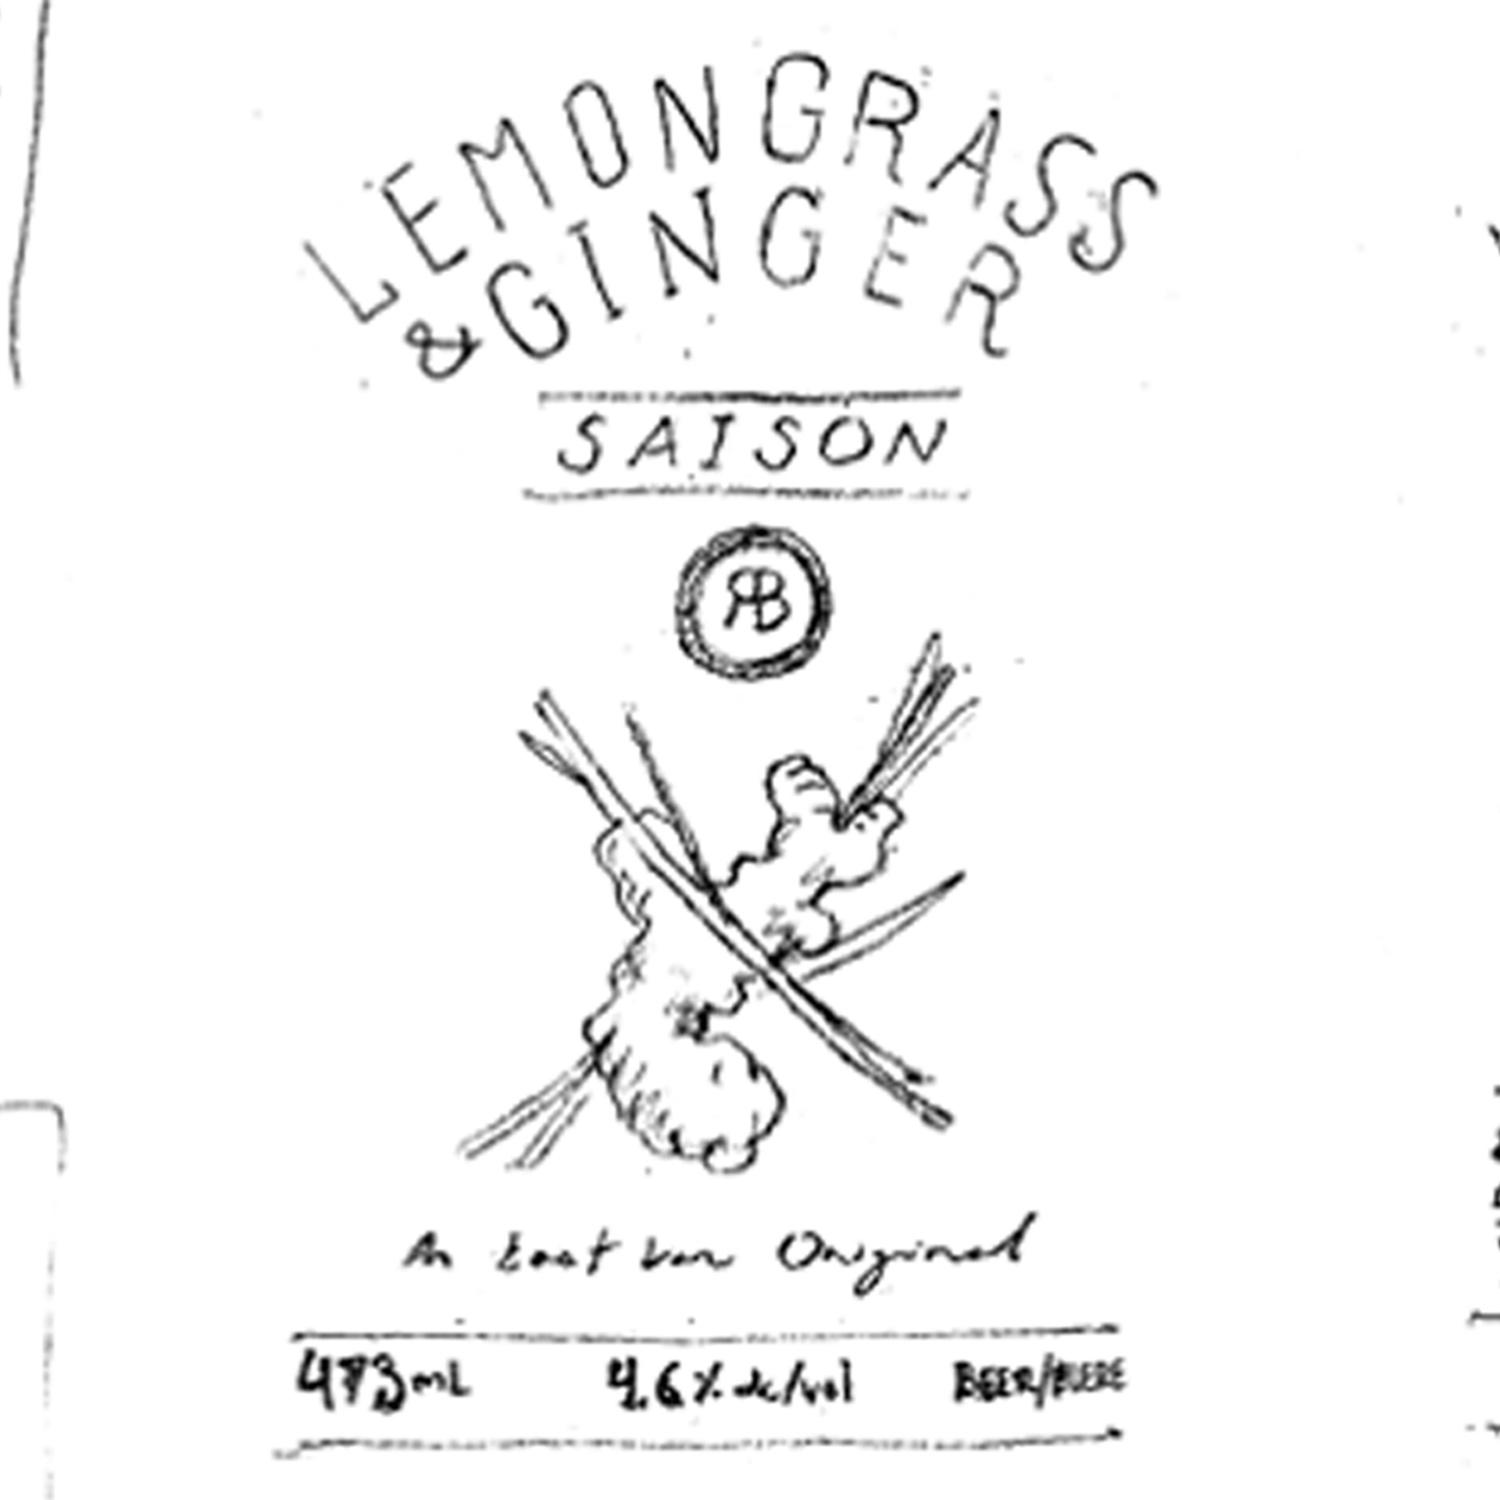 LEMONGRASS
& GINGER
SAISON
RB
An East Van Original
473mL 4.6% alc/vol BEER/BIERE